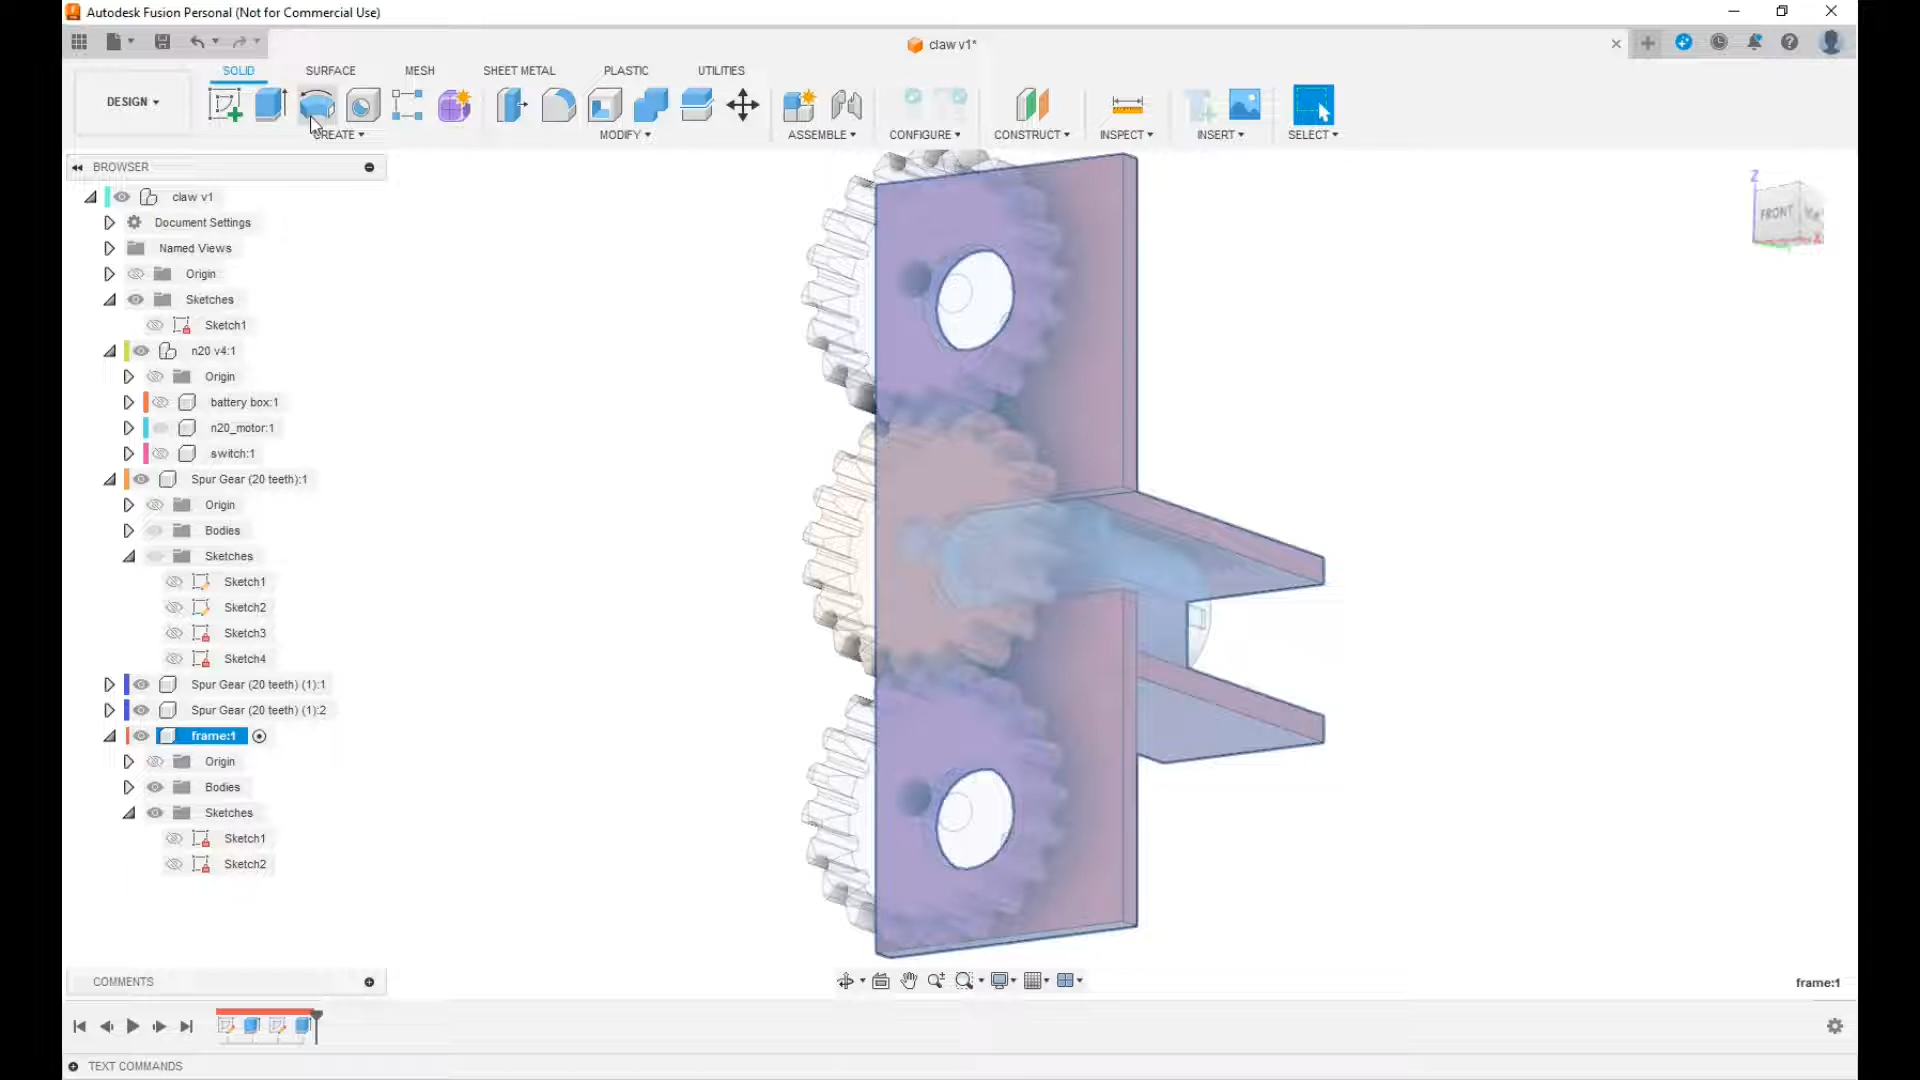 Autodesk Fusion Personal (Not for Commercial Use)
claw v1*
SOLID
SURFACE
MESH
SHEET METAL
PLASTIC
UTILITIES
DESIGN
CREATE
MODIFY
ASSEMBLE
CONFIGURE
CONSTRUCT
INSPECT
INSERT
SELECT
BROWSER
claw v1
Document Settings
Named Views
Origin
Sketches
Sketch1
n20 v4:1
Origin
battery box:1
n20_motor:1
switch:1
Spur Gear (20 teeth):1
Origin
Bodies
Sketches
Sketch1
Sketch2
Sketch3
Sketch4
Spur Gear (20 teeth) (1):1
Spur Gear (20 teeth) (1):2
frame:1
Origin
Bodies
Sketches
Sketch1
Sketch2
Z
FRONT
X
COMMENTS
frame:1
TEXT COMMANDS